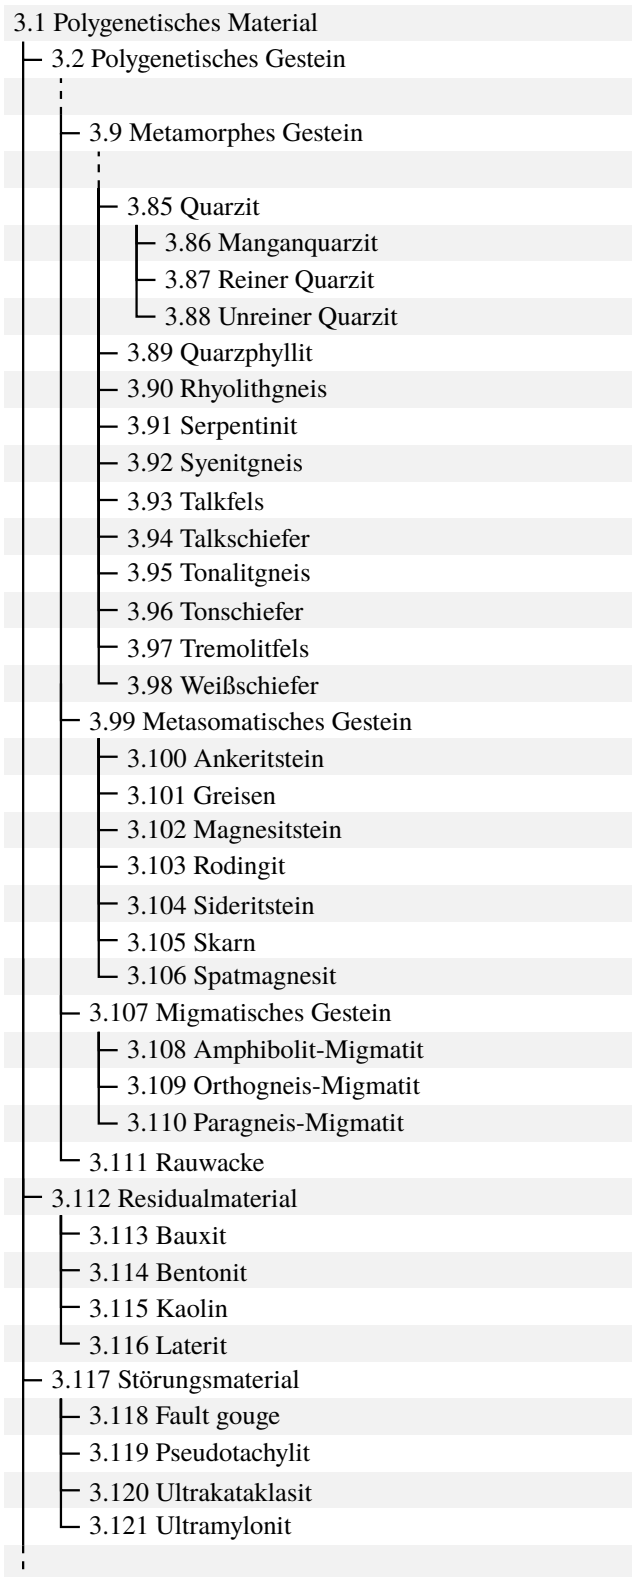 3.1 Polygenetisches Material
3.2 Polygenetisches Gestein
3.9 Metamorphes Gestein
3.85 Quarzit
3.86 Manganquarzit
3.87 Reiner Quarzit
3.88 Unreiner Quarzit
3.89 Quarzphyllit
3.90 Rhyolithgneis
3.91 Serpentinit
3.92 Syenitgneis
3.93 Talkfels
3.94 Talkschiefer
3.95 Tonalitgneis
3.96 Tonschiefer
3.97 Tremolitfels
3.98 Weißschiefer
3.99 Metasomatisches Gestein
3.100 Ankeritstein
3.101 Greisen
3.102 Magnesitstein
3.103 Rodingit
3.104 Sideritstein
3.105 Skarn
3.106 Spatmagnesit
3.107 Migmatisches Gestein
3.108 Amphibolit-Migmatit
3.109 Orthogneis-Migmatit
3.110 Paragneis-Migmatit
3.111 Rauwacke
3.112 Residualmaterial
3.113 Bauxit
3.114 Bentonit
3.115 Kaolin
3.116 Laterit
3.117 Störungsmaterial
3.118 Fault gouge
3.119 Pseudotachylit
3.120 Ultrakataklasit
3.121 Ultramylonit